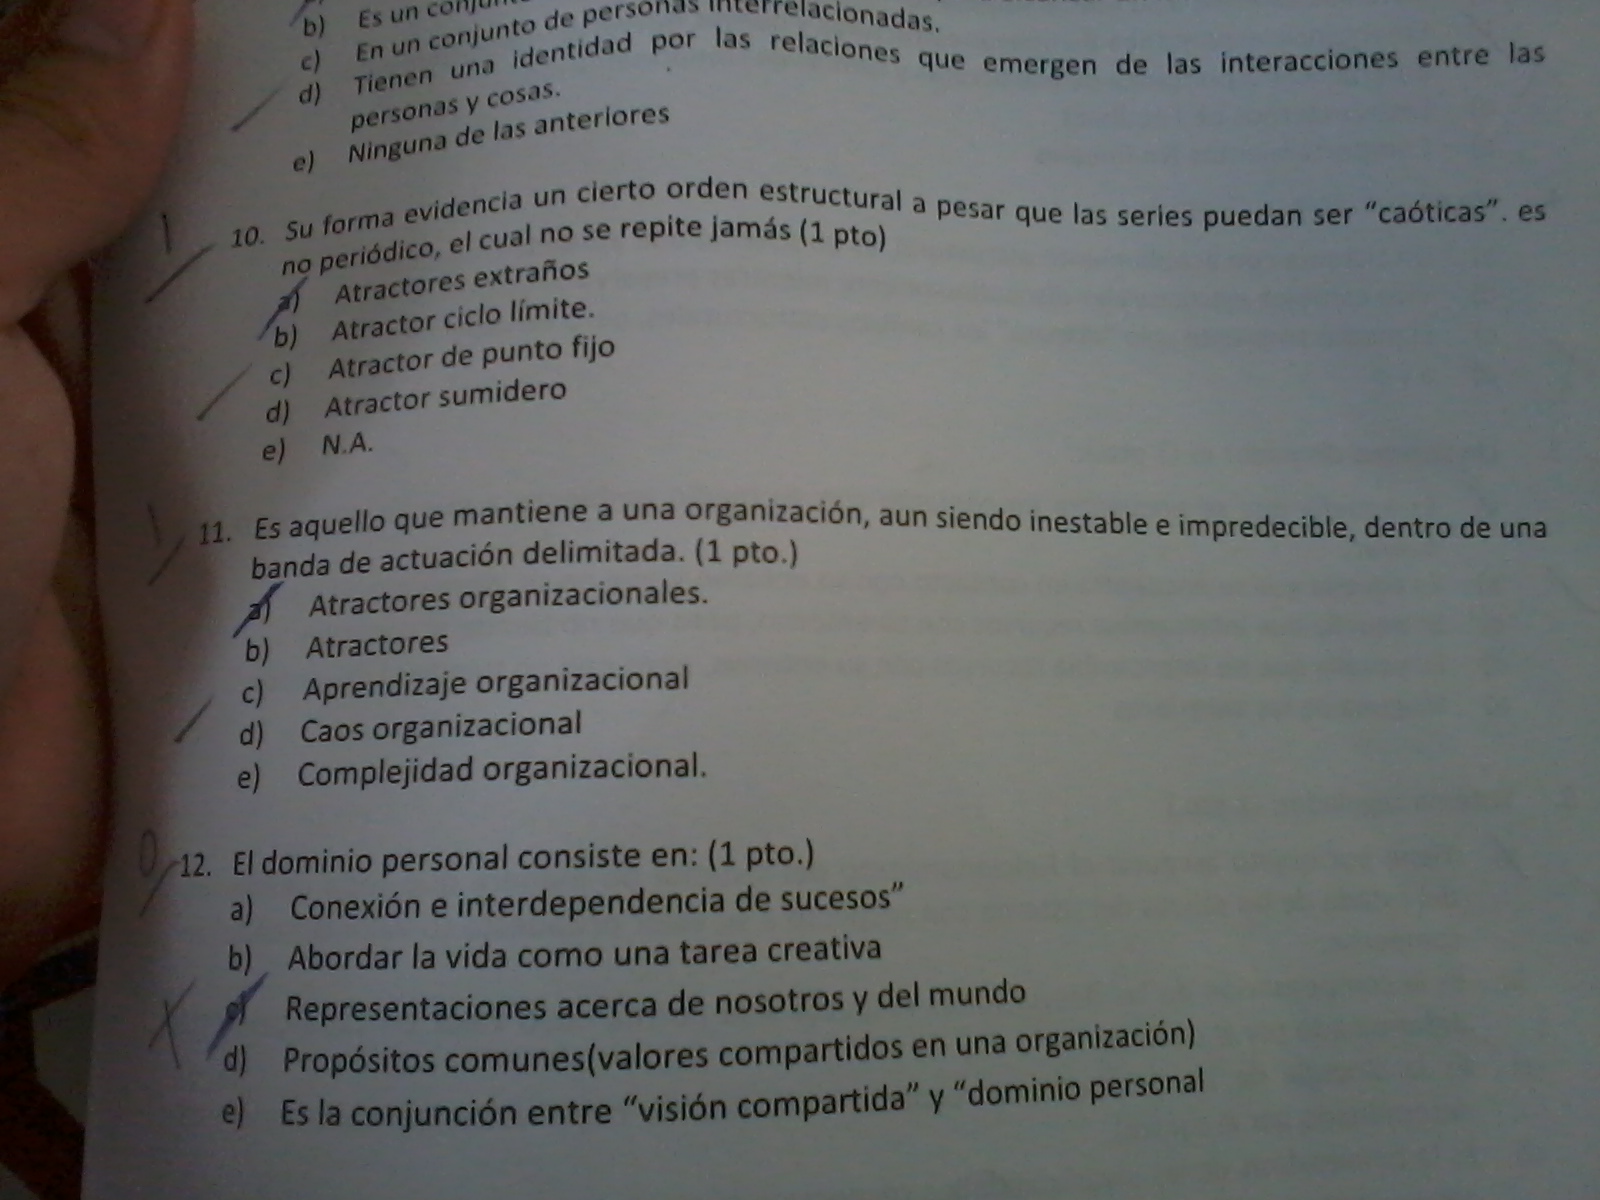 b) Es un
c) En un conjunto de personas interrelacionadas.
d) Tienen una identidad por las relaciones que emergen de las interacciones entre las
personas y cosas.
e) Ninguna de las anteriores
1
10. Su forma evidencia un cierto orden estructural a pesar que las series puedan ser “caóticas”. es
no periódico, el cual no se repite jamás (1 pto)
a) Atractores extraños
b) Atractor ciclo límite.
c) Atractor de punto fijo
d) Atractor sumidero
e) N.A.
1
11. Es aquello que mantiene a una organización, aun siendo inestable e impredecible, dentro de una
banda de actuación delimitada. (1 pto.)
a) Atractores organizacionales.
b) Atractores
c) Aprendizaje organizacional
d) Caos organizacional
e) Complejidad organizacional.
0
12. El dominio personal consiste en: (1 pto.)
a) Conexión e interdependencia de sucesos”
b) Abordar la vida como una tarea creativa
c) Representaciones acerca de nosotros y del mundo
d) Propósitos comunes(valores compartidos en una organización)
e) Es la conjunción entre “visión compartida” y “dominio personal